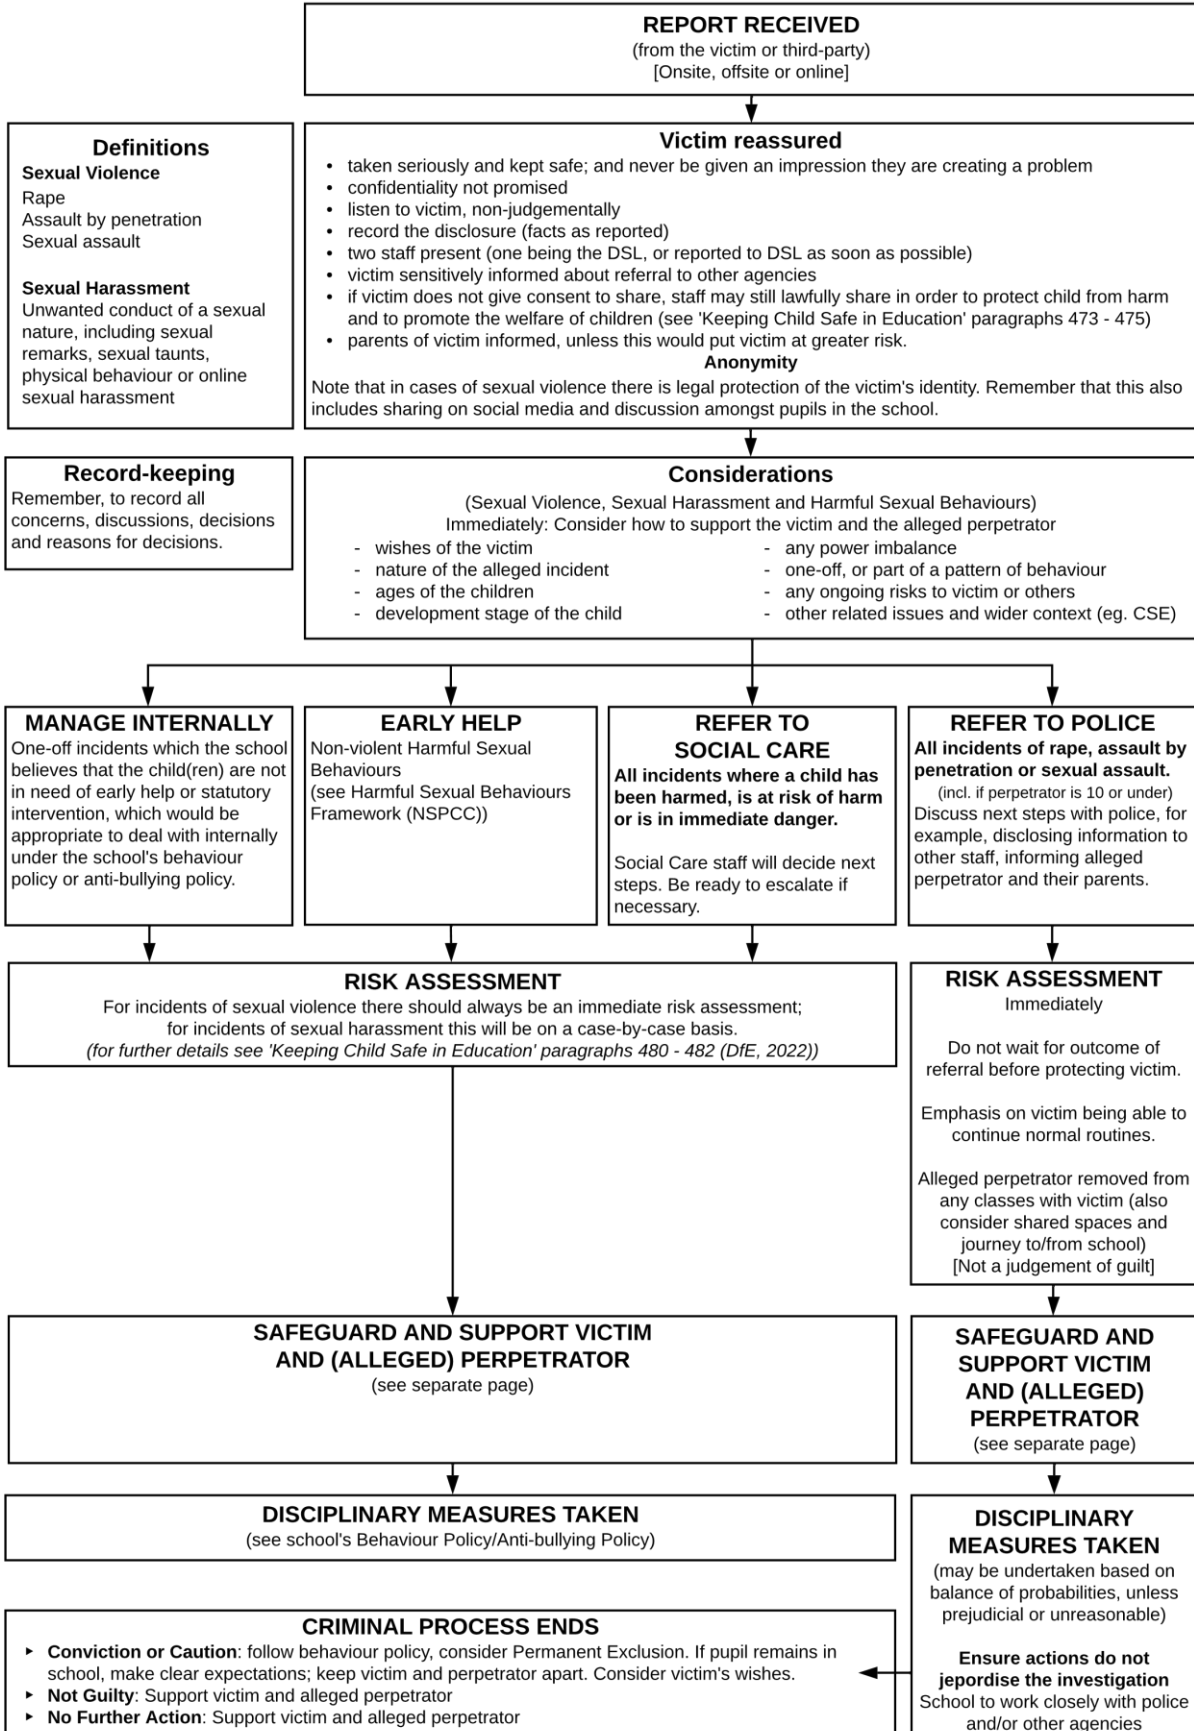 REPORT RECEIVED
(from the victim or third-party)
[Onsite, offsite or online]
Definitions
Sexual Violence
Rape
Assault by penetration
Sexual assault
Sexual Harassment
Unwanted conduct of a sexual
nature, including sexual
remarks, sexual taunts,
physical behaviour or online
sexual harassment
Victim reassured
• taken seriously and kept safe; and never be given an impression they are creating a problem
• confidentiality not promised
• listen to victim, non-judgementally
• record the disclosure (facts as reported)
• two staff present (one being the DSL, or reported to DSL as soon as possible)
• victim sensitively informed about referral to other agencies
• if victim does not give consent to share, staff may still lawfully share in order to protect child from harm
and to promote the welfare of children (see 'Keeping Child Safe in Education' paragraphs 473 - 475)
• parents of victim informed, unless this would put victim at greater risk.
Anonymity
Note that in cases of sexual violence there is legal protection of the victim's identity. Remember that this also
includes sharing on social media and discussion amongst pupils in the school.
Record-keeping
Remember, to record all
concerns, discussions, decisions
and reasons for decisions.
Considerations
(Sexual Violence, Sexual Harassment and Harmful Sexual Behaviours)
Immediately: Consider how to support the victim and the alleged perpetrator
- wishes of the victim
- nature of the alleged incident
- ages of the children
- development stage of the child
- any power imbalance
- one-off, or part of a pattern of behaviour
- any ongoing risks to victim or others
- other related issues and wider context (eg. CSE)
MANAGE INTERNALLY
One-off incidents which the school
believes that the child(ren) are not
in need of early help or statutory
intervention, which would be
appropriate to deal with internally
under the school's behaviour
policy or anti-bullying policy.
EARLY HELP
Non-violent Harmful Sexual
Behaviours
(see Harmful Sexual Behaviours
Framework (NSPCC))
REFER TO
SOCIAL CARE
All incidents where a child has
been harmed, is at risk of harm
or is in immediate danger.
Social Care staff will decide next
steps. Be ready to escalate if
necessary.
REFER TO POLICE
All incidents of rape, assault by
penetration or sexual assault.
(incl. if perpetrator is 10 or under)
Discuss next steps with police, for
example, disclosing information to
other staff, informing alleged
perpetrator and their parents.
RISK ASSESSMENT
For incidents of sexual violence there should always be an immediate risk assessment;
for incidents of sexual harassment this will be on a case-by-case basis.
(for further details see 'Keeping Child Safe in Education' paragraphs 480 - 482 (DfE, 2022))
RISK ASSESSMENT
Immediately
Do not wait for outcome of
referral before protecting victim.
Emphasis on victim being able to
continue normal routines.
Alleged perpetrator removed from
any classes with victim (also
consider shared spaces and
journey to/from school)
[Not a judgement of guilt]
SAFEGUARD AND SUPPORT VICTIM
AND (ALLEGED) PERPETRATOR
(see separate page)
SAFEGUARD AND
SUPPORT VICTIM
AND (ALLEGED)
PERPETRATOR
(see separate page)
DISCIPLINARY MEASURES TAKEN
(see school's Behaviour Policy/Anti-bullying Policy)
DISCIPLINARY
MEASURES TAKEN
(may be undertaken based on
balance of probabilities, unless
prejudicial or unreasonable)
Ensure actions do not
jepordise the investigation
School to work closely with police
and/or other agencies
CRIMINAL PROCESS ENDS
▸ Conviction or Caution: follow behaviour policy, consider Permanent Exclusion. If pupil remains in
school, make clear expectations; keep victim and perpetrator apart. Consider victim's wishes.
▸ Not Guilty: Support victim and alleged perpetrator
▸ No Further Action: Support victim and alleged perpetrator